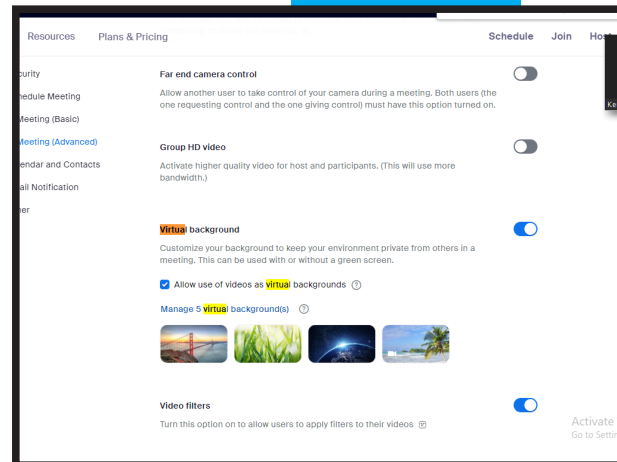 Resources Plans & Pricing Schedule Join Host
curity
hedule Meeting
Meeting (Basic)
Meeting (Advanced)
endar and Contacts
ail Notification
her
Far end camera control
Allow another user to take control of your camera during a meeting. Both users (the
one requesting control and the one giving control) must have this option turned on.
Ke
Group HD video
Activate higher quality video for host and participants. (This will use more
bandwidth.)
Virtual background
Customize your background to keep your environment private from others in a
meeting. This can be used with or without a green screen.
Allow use of videos as virtual backgrounds ?
Manage 5 virtual background(s) ?
Video filters
Turn this option on to allow users to apply filters to their videos
Activate
Go to Settin